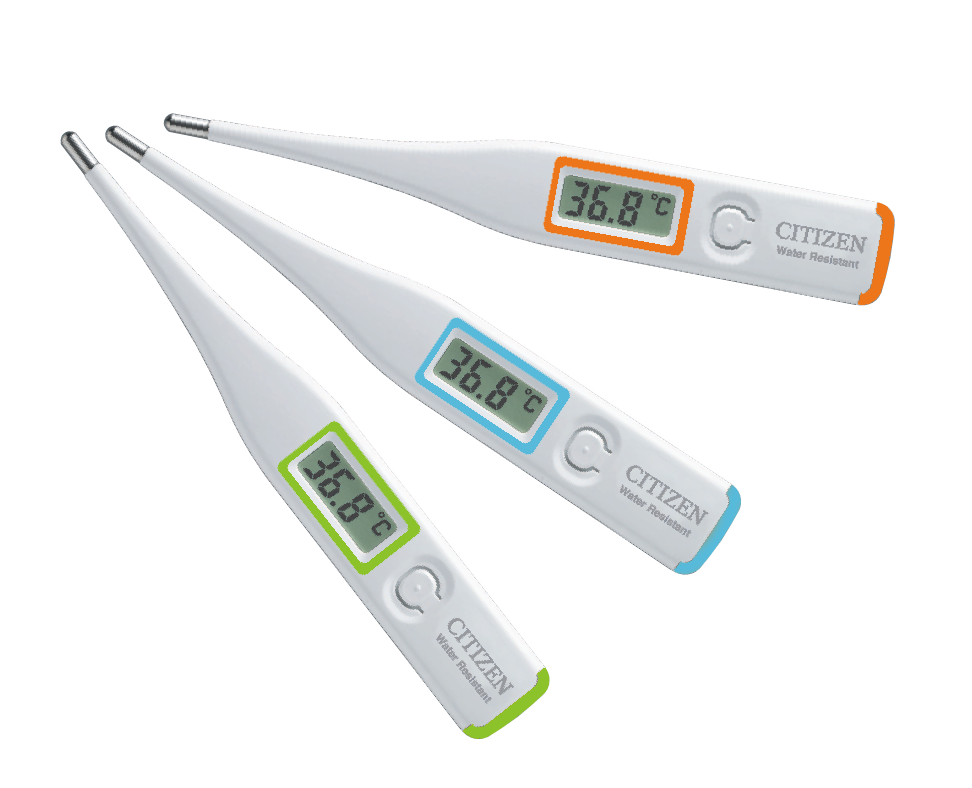 36.8 °C
CITIZEN
Water Resistant
36.8 °C
CITIZEN
Water Resistant
36.8 °C
CITIZEN
Water Resistant